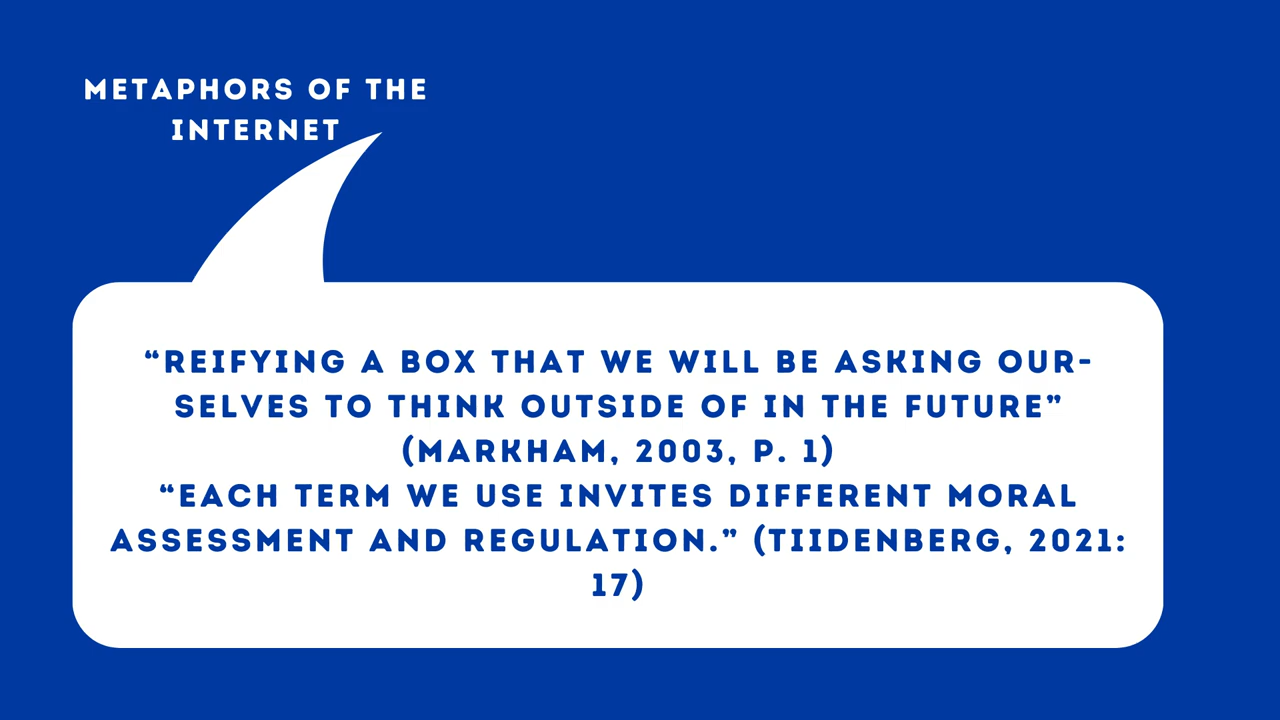 METAPHORS OF THE
INTERNET
“REIFYING A BOX THAT WE WILL BE ASKING OUR-
SELVES TO THINK OUTSIDE OF IN THE FUTURE”
(MARKHAM, 2003, P. 1)
“EACH TERM WE USE INVITES DIFFERENT MORAL
ASSESSMENT AND REGULATION.” (TIIDENBERG, 2021:
17)